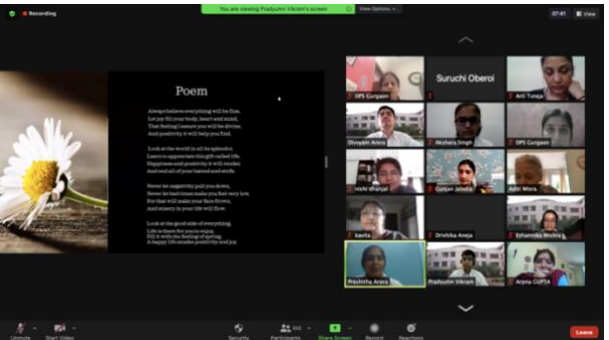 Recording
You are viewing Pradyumn Vikram's screen
View Options
07:41
View
Poem
Always believe everything will be fine,
Let joy fill your body, heart and mind,
That feeling I assure you will be divine,
And positivity it will help you find.
Look at the world in all its splendor,
Learn to appreciate this gift called life,
Happiness and positivity it will render,
And end all of your hatred and strife.
Never let negativity pull you down,
Never let bad times make you feel very low,
For that will make your face frown,
And misery in your life will flow
Look at the good side of everything,
Life is there for you to enjoy,
Fill it with the feeling of spring,
A happy life exudes positivity and joy.
DPS Gurgaon
Suruchi Oberoi
Ani Tuteja
Divyam Arora
Akshara Singh
DPS Gurgaon
Nidhi dhanjal
Gunjan
Aditi Misra
kavita
Drishika Aneja
Eshannika Mishra
Preshtha Arora
Pradyumn Vikram
Arpna GUPTA
Unmute
Start Video
Security
Participants
Share Screen
Record
Reactions
Leave